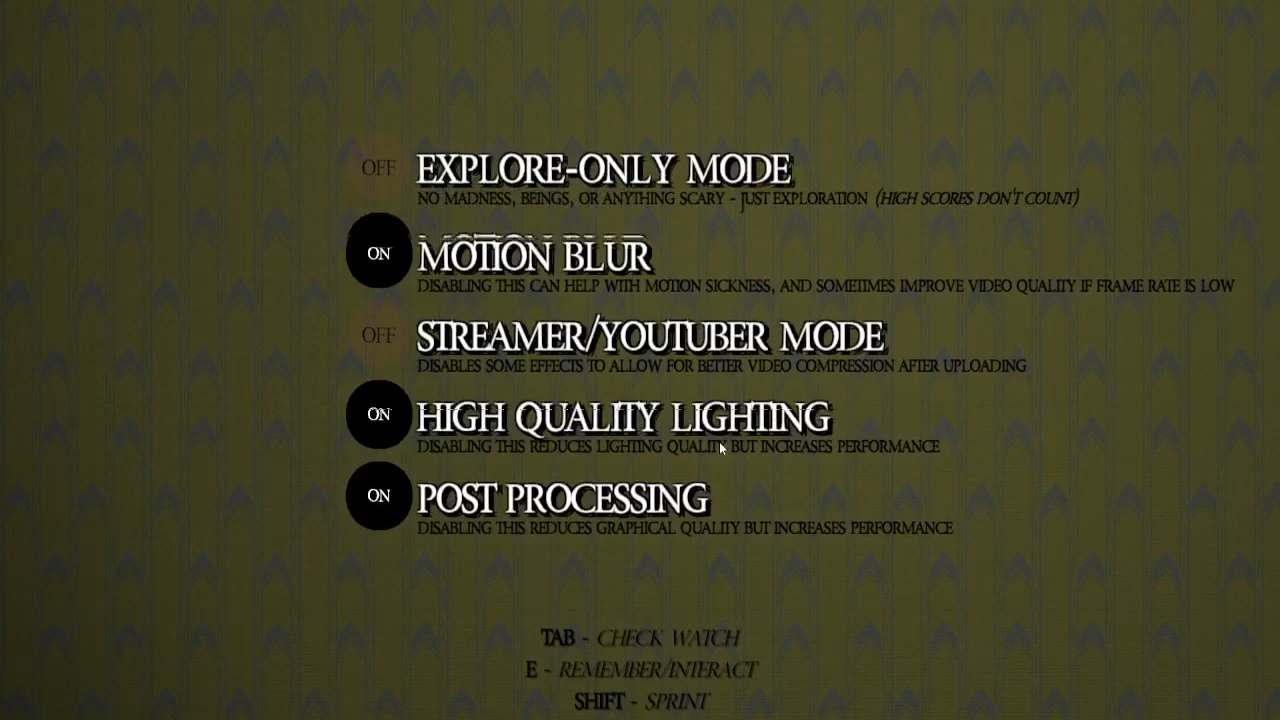 OFF EXPLORE-ONLY MODE
NO MADNESS, BEINGS, OR ANYTHING SCARY - JUST EXPLORATION (HIGH SCORES DON'T COUNT)
ON MOTION BLUR
DISABLING THIS CAN HELP WITH MOTION SICKNESS, AND SOMETIMES IMPROVE VIDEO QUALITY IF FRAME RATE IS LOW
OFF STREAMER/YOUTUBER MODE
DISABLES SOME EFFECTS TO ALLOW FOR BETTER VIDEO COMPRESSION AFTER UPLOADING
ON HIGH QUALITY LIGHTING
DISABLING THIS REDUCES LIGHTING QUALITY BUT INCREASES PERFORMANCE
ON POST PROCESSING
DISABLING THIS REDUCES GRAPHICAL QUALITY BUT INCREASES PERFORMANCE
TAB - CHECK WATCH
E - REMEMBER/INTERACT
SHIFT - SPRINT